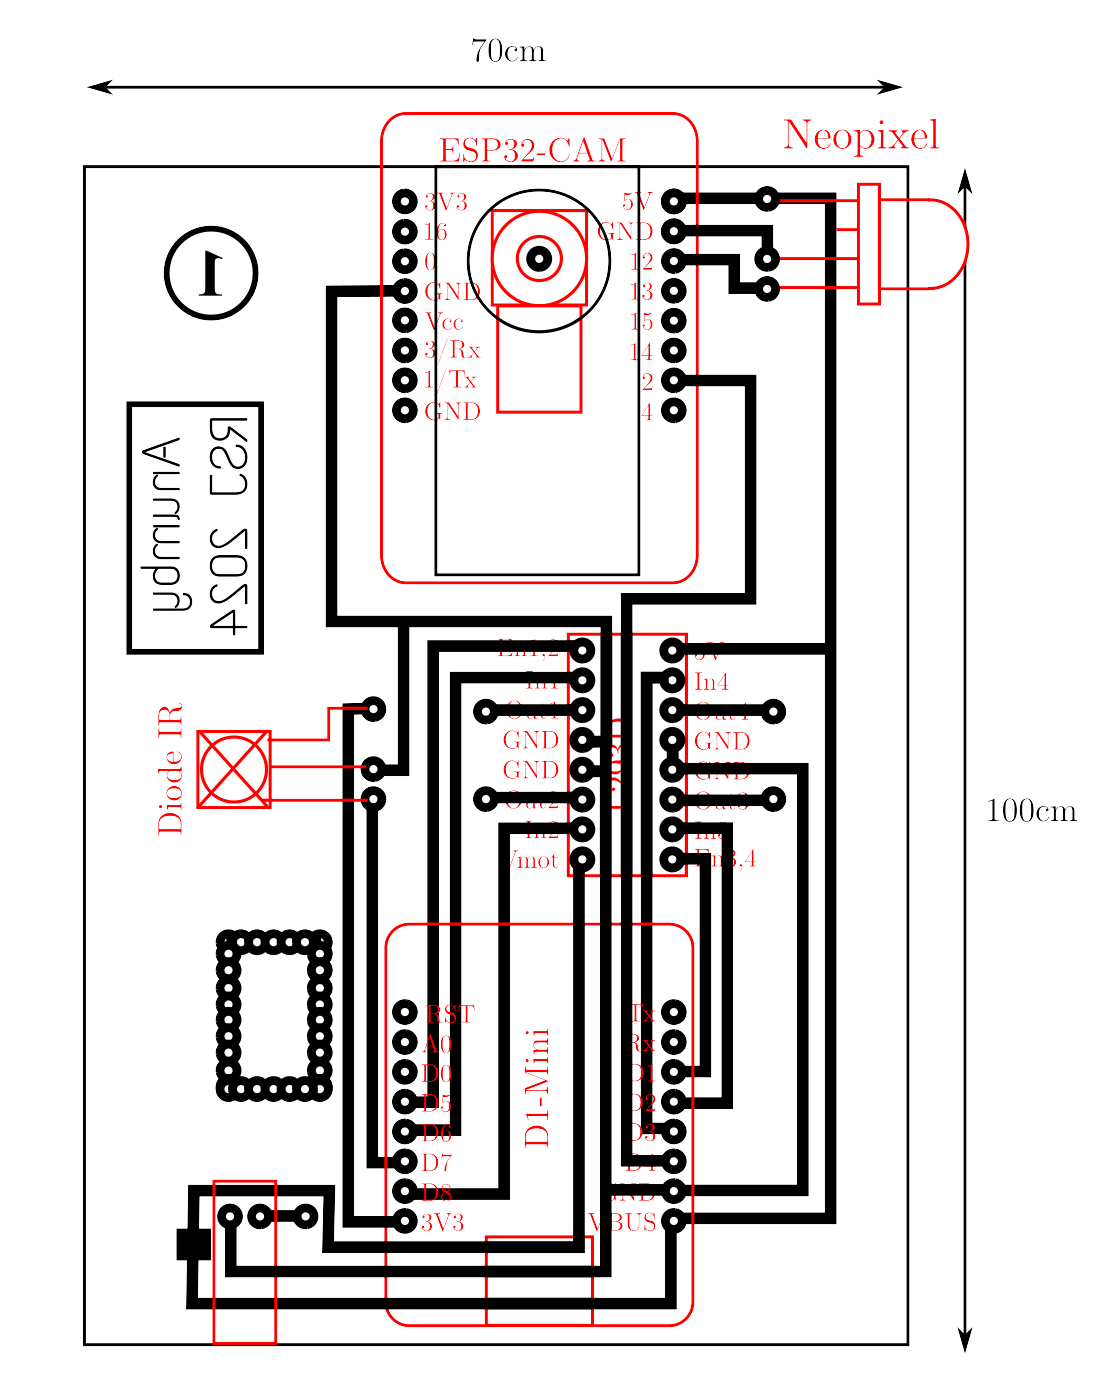 70cm
Neopixel
ESP32-CAM
3V3
16
0
GND
Vcc
3/Rx
1/Tx
GND
5V
GND
12
13
15
14
2
4
1
RSJ 2024
Anumby
En1,2
In1
Out1
GND
GND
Out2
In2
Vmot
5V
In4
Out4
GND
GND
Out3
In3
En3,4
Diode IR
100cm
D1-Mini
RST
A0
D0
D5
D6
D7
D8
3V3
Tx
Rx
D1
D2
D3
D4
GND
VBUS